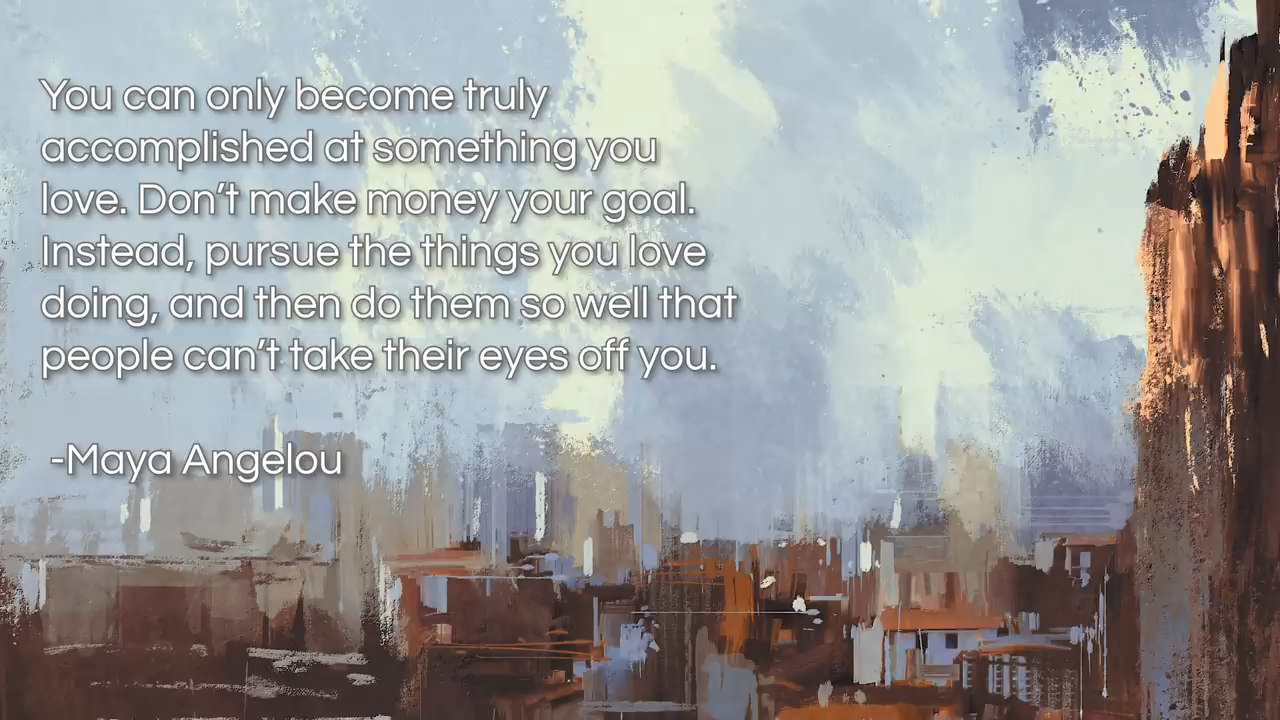 You can only become truly
accomplished at something you
love. Don’t make money your goal.
Instead, pursue the things you love
doing, and then do them so well that
people can’t take their eyes off you.
-Maya Angelou